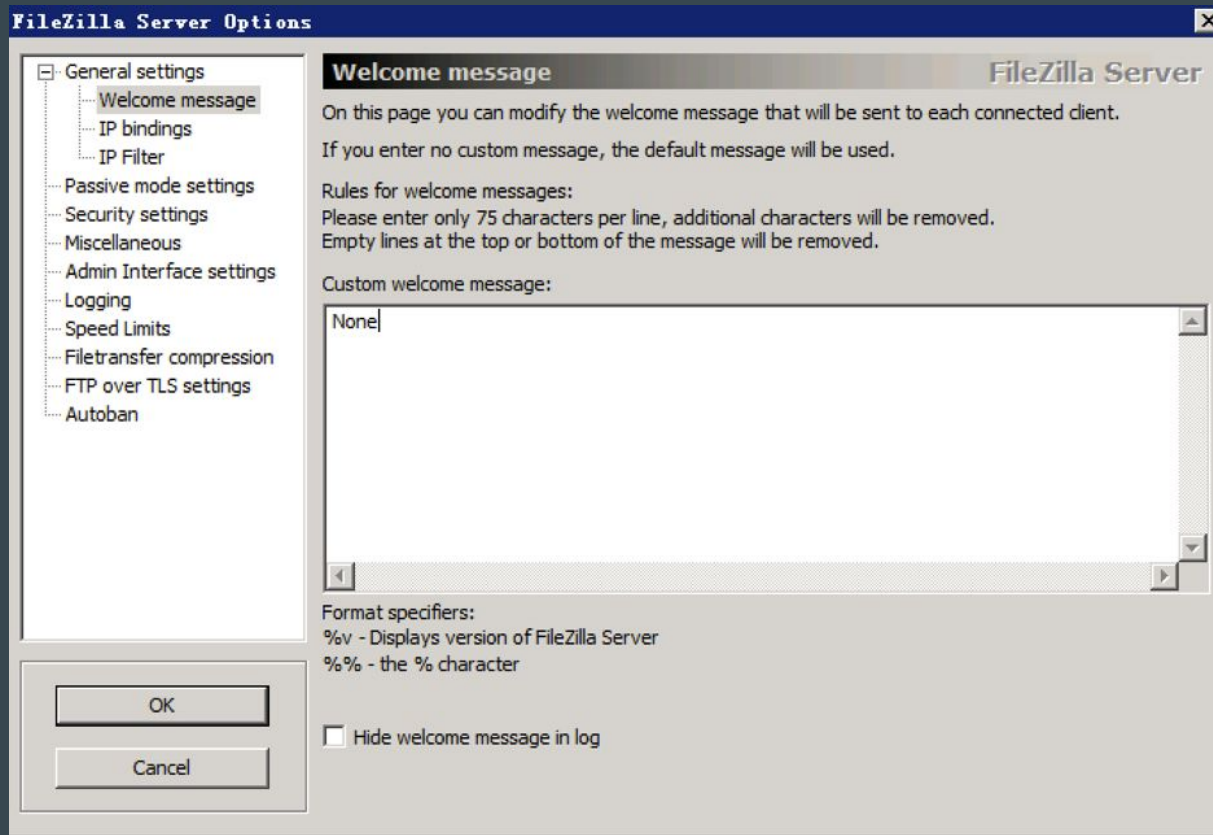 FileZilla Server Options
General settings
Welcome message
IP bindings
IP Filter
Passive mode settings
Security settings
Miscellaneous
Admin Interface settings
Logging
Speed Limits
Filetransfer compression
FTP over TLS settings
Autoban
OK
Cancel
Welcome message
FileZilla Server
On this page you can modify the welcome message that will be sent to each connected client.
If you enter no custom message, the default message will be used.
Rules for welcome messages:
Please enter only 75 characters per line, additional characters will be removed.
Empty lines at the top or bottom of the message will be removed.
Custom welcome message:
None
Format specifiers:
%v - Displays version of FileZilla Server
%% - the % character
Hide welcome message in log